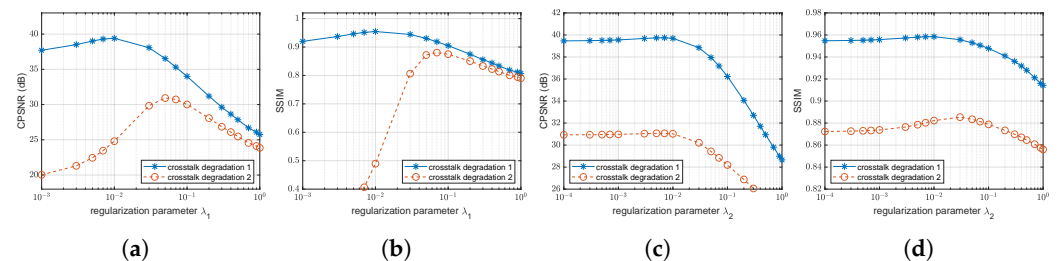 40
35
30
25
20
CPSNR (dB)
crosstalk degradation 1
crosstalk degradation 2
10^-3 10^-2 10^-1 10^0
regularization parameter λ1
(a)
1
0.9
0.8
0.7
0.6
0.5
0.4
SSIM
crosstalk degradation 1
crosstalk degradation 2
10^-3 10^-2 10^-1 10^0
regularization parameter λ1
(b)
42
40
38
36
34
32
30
28
26
CPSNR (dB)
crosstalk degradation 1
crosstalk degradation 2
10^-4 10^-3 10^-2 10^-1 10^0
regularization parameter λ2
(c)
0.98
0.96
0.94
0.92
0.9
0.88
0.86
0.84
0.82
SSIM
crosstalk degradation 1
crosstalk degradation 2
10^-4 10^-3 10^-2 10^-1 10^0
regularization parameter λ2
(d)